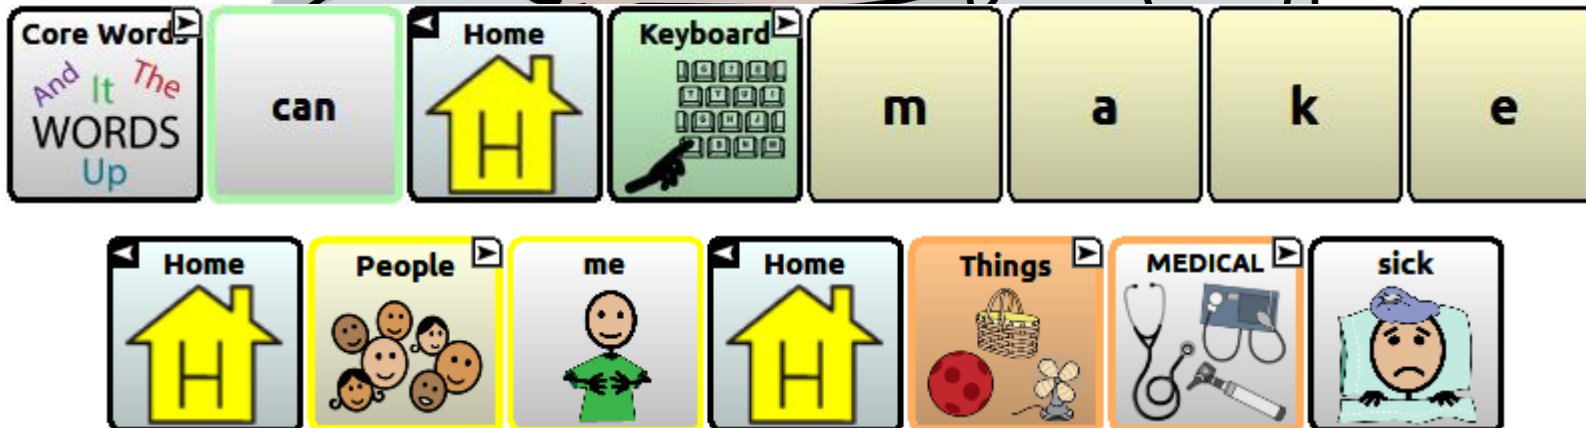 Core Words can Home Keyboard m a k e
And It The
WORDS
Up
H
Home People me Home Things MEDICAL sick
H H